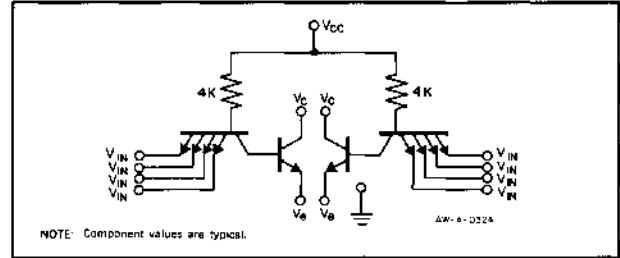 VCC
4K
4K
VC
VC
VIN
VIN
VIN
VIN
VIN
VIN
VIN
VIN
Ve
Ve
AW-A-0324
NOTE: Component values are typical.